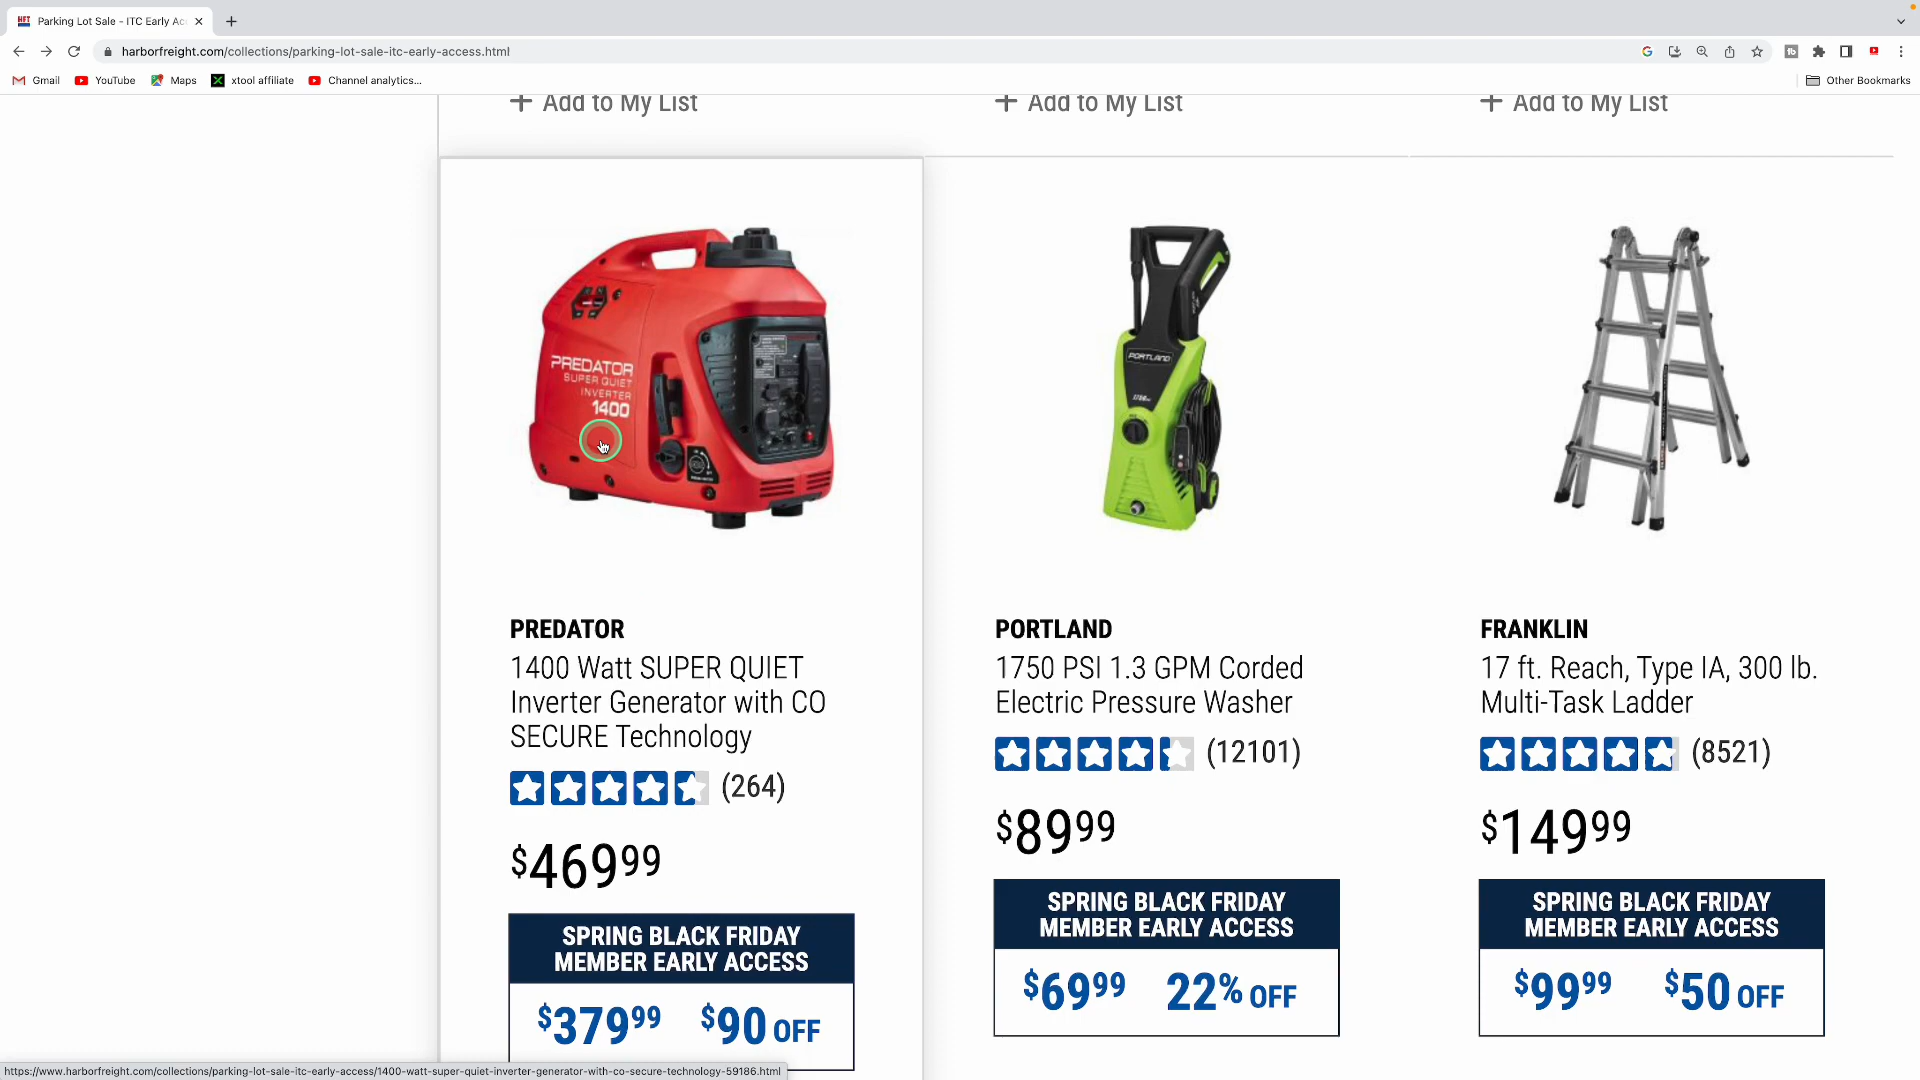 Parking Lot Sale - ITC Early Ac
harborfreight.com/collections/parking-lot-sale-itc-early-access.html
Gmail
YouTube
Maps
xtool affiliate
Channel analytics...
Other Bookmarks
+ Add to My List
+ Add to My List
+ Add to My List
PREDATOR
SUPER QUIET
INVERTER
1400
PORTLAND
PREDATOR
1400 Watt SUPER QUIET
Inverter Generator with CO
SECURE Technology
(264)
$469.99
SPRING BLACK FRIDAY
MEMBER EARLY ACCESS
$379.99 $90 OFF
PORTLAND
1750 PSI 1.3 GPM Corded
Electric Pressure Washer
(12101)
$89.99
SPRING BLACK FRIDAY
MEMBER EARLY ACCESS
$69.99 22% OFF
FRANKLIN
17 ft. Reach, Type IA, 300 lb.
Multi-Task Ladder
(8521)
$149.99
SPRING BLACK FRIDAY
MEMBER EARLY ACCESS
$99.99 $50 OFF
https://www.harborfreight.com/collections/parking-lot-sale-itc-early-access/1400-watt-super-quiet-inverter-generator-with-co-secure-technology-59186.html